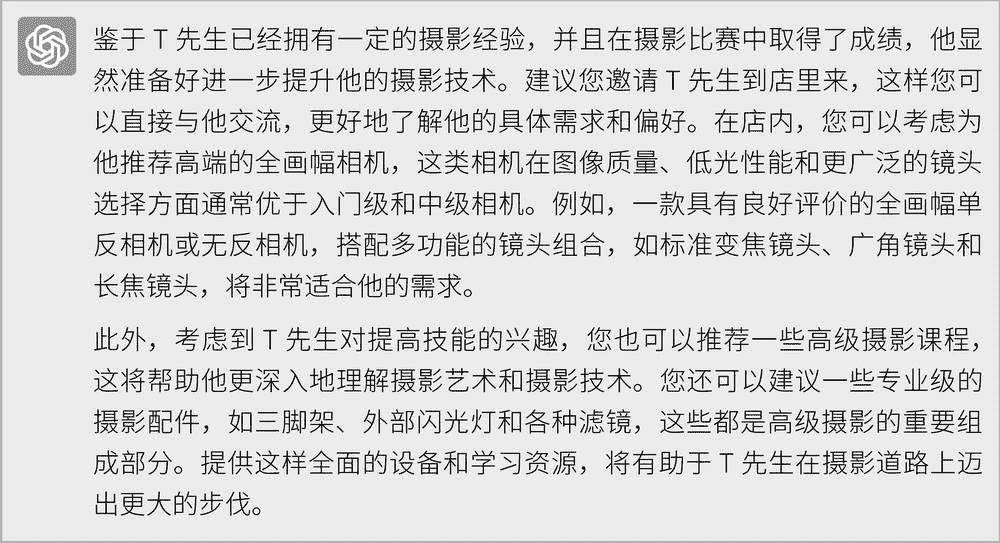 鉴于 T 先生已经拥有一定的摄影经验，并且在摄影比赛中取得了成绩，他显
然准备好进一步提升他的摄影技术。建议您邀请 T 先生到店里来，这样您可
以直接与他交流，更好地了解他的具体需求和偏好。在店内，您可以考虑为
他推荐高端的全画幅相机，这类相机在图像质量、低光性能和更广泛的镜头
选择方面通常优于入门级和中级相机。例如，一款具有良好评价的全画幅单
反相机或无反相机，搭配多功能的镜头组合，如标准变焦镜头、广角镜头和
长焦镜头，将非常适合他的需求。
此外，考虑到 T 先生对提高技能的兴趣，您也可以推荐一些高级摄影课程，
这将帮助他更深入地理解摄影艺术和摄影技术。您还可以建议一些专业级的
摄影配件，如三脚架、外部闪光灯和各种滤镜，这些都是高级摄影的重要组
成部分。提供这样全面的设备和学习资源，将有助于 T 先生在摄影道路上迈
出更大的步伐。